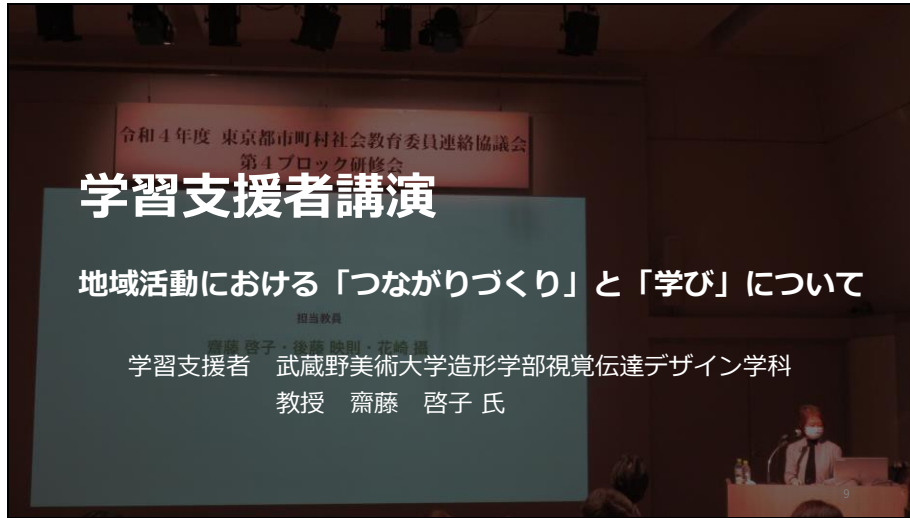 令和４年度 東京都市町村社会教育委員連絡協議会
第４ブロック研修会
学習支援者講演
地域活動における「つながりづくり」と「学び」について
担当教員
齋藤 啓子・後藤 映則・花崎 摂
学習支援者　武蔵野美術大学造形学部視覚伝達デザイン学科
教授　齋藤　啓子 氏
9